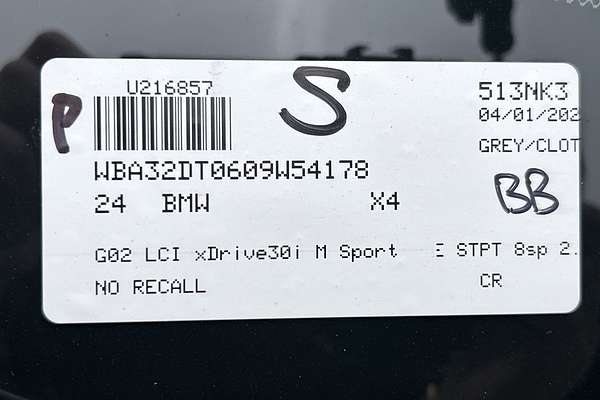 U216857
S
513NK3
P
04/01/202
GREY/CLOT
WBA32DT0609W54178
24 BMW X4
BB
G02 LCI xDrive30i M Sport E STPT 8sp 2.
NO RECALL
CR